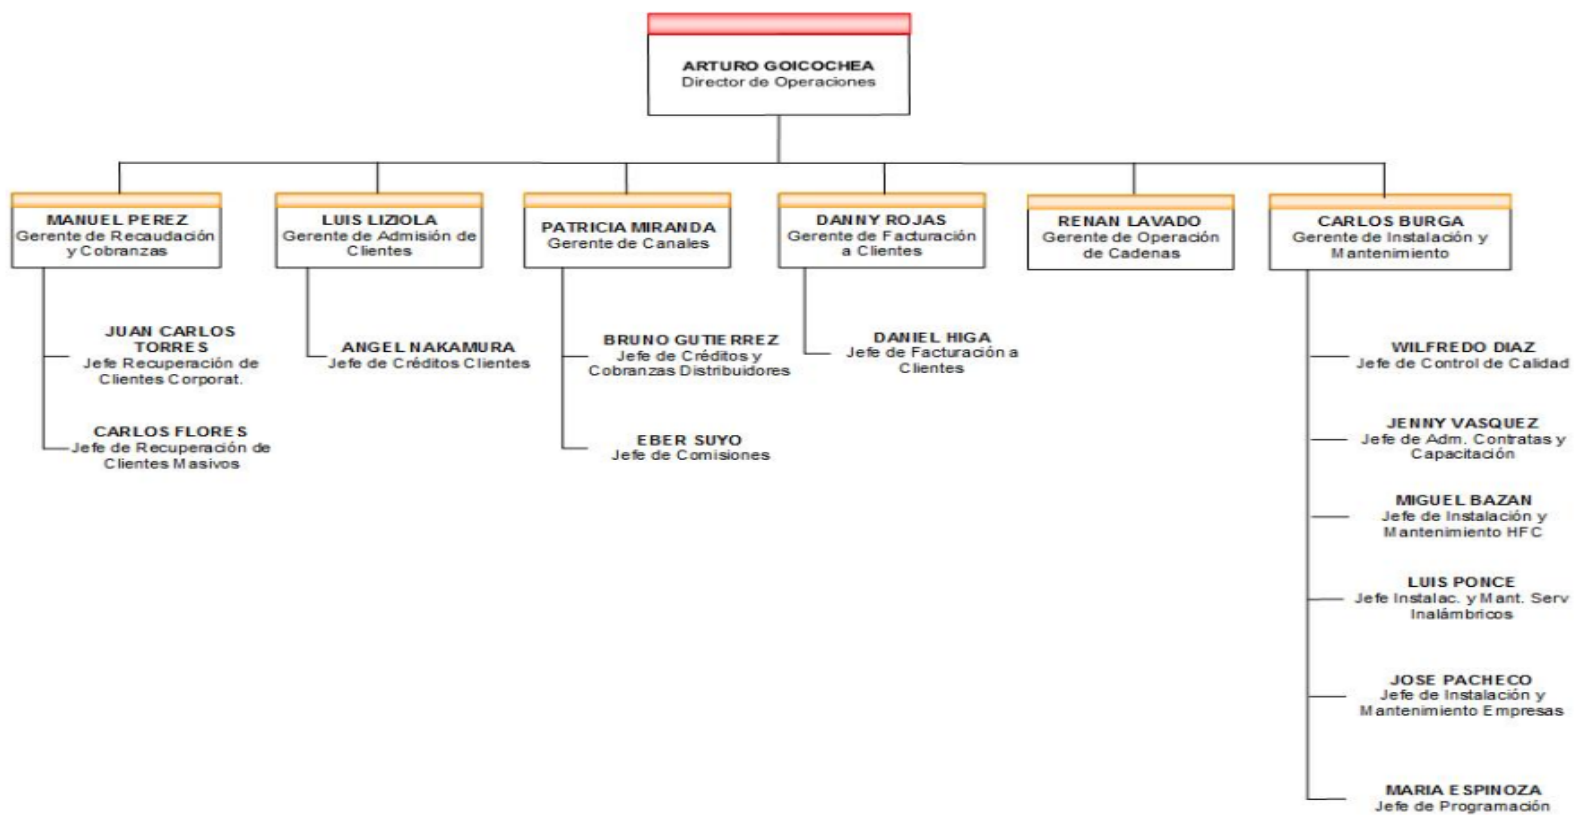 ARTURO GOICOCHEA
Director de Operaciones
MANUEL PEREZ
Gerente de Recaudación
y Cobranzas
JUAN CARLOS
TORRES
Jefe Recuperación de
Clientes Corporat.
CARLOS FLORES
Jefe de Recuperación de
Clientes Masivos
LUIS LIZIOLA
Gerente de Admisión de
Clientes
ANGEL NAKAMURA
Jefe de Créditos Clientes
PATRICIA MIRANDA
Gerente de Canales
BRUNO GUTIERREZ
Jefe de Créditos y
Cobranzas Distribuidores
EBER SUYO
Jefe de Comisiones
DANNY ROJAS
Gerente de Facturación
a Clientes
DANIEL HIGA
Jefe de Facturación a
Clientes
RENAN LAVADO
Gerente de Operación
de Cadenas
CARLOS BURGA
Gerente de Instalación y
Mantenimiento
WILFREDO DIAZ
Jefe de Control de Calidad
JENNY VASQUEZ
Jefe de Adm. Contratas y
Capacitación
MIGUEL BAZAN
Jefe de Instalación y
Mantenimiento HFC
LUIS PONCE
Jefe Instalac. y Mant. Serv
Inalámbricos
JOSE PACHECO
Jefe de Instalación y
Mantenimiento Empresas
MARIA ESPINOZA
Jefe de Programación